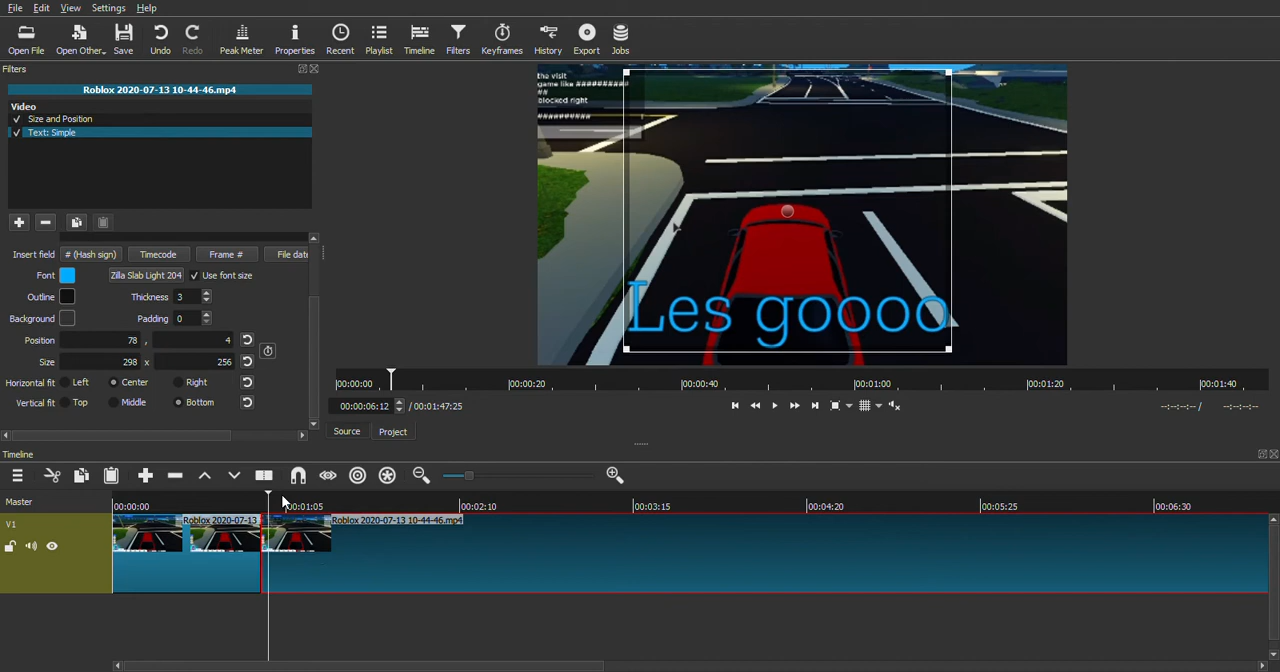 File Edit View Settings Help
Open File Open Other.. Save Undo Redo Peak Meter Properties Recent Playlist Timeline Filters Keyframes History Export Jobs
Filters
Roblox 2020-07-13 10-44-46.mp4
Video
Size and Position
Text: Simple
Insert field # (Hash sign) Timecode Frame # File date
Font Zilla Slab Light 204 Use font size
Outline Thickness 3
Background Padding 0
Position 78 , 4
Size 298 x 256
Horizontal fit Left Center Right
Vertical fit Top Middle Bottom
the visit
game like ##########
##
blocked right
##########
Les goooo
00:00:00 00:00:20 00:00:40 00:01:00 00:01:20 00:01:40
00:00:06:12 / 00:01:47:25 --:--:--:-- / --:--:--:--
Source Project
Timeline
Master 00:00:00 00:01:05 00:02:10 00:03:15 00:04:20 00:05:25 00:06:30
V1 Roblox 2020-07-13 Roblox 2020-07-13 10-44-46.mp4